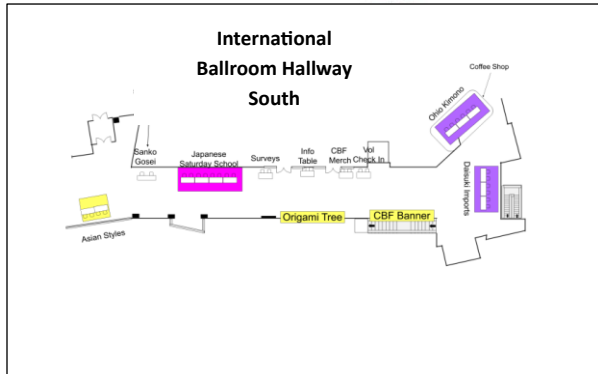 International
Ballroom Hallway
South
Coffee Shop
Ohio Kimono
Sanko
Gosei
Japanese
Saturday School
Surveys
Info
Table
CBF
Merch
Vol
Check In
Daisuki Imports
Asian Styles
Origami Tree
CBF Banner